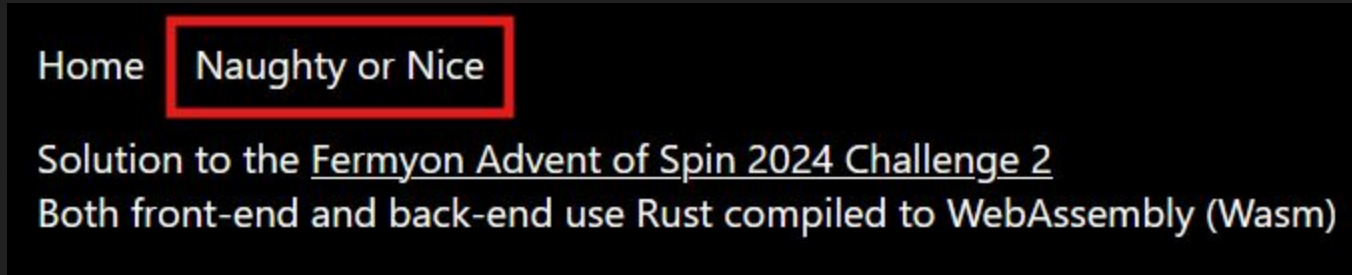 Home Naughty or Nice
Solution to the Fermyon Advent of Spin 2024 Challenge 2
Both front-end and back-end use Rust compiled to WebAssembly (Wasm)